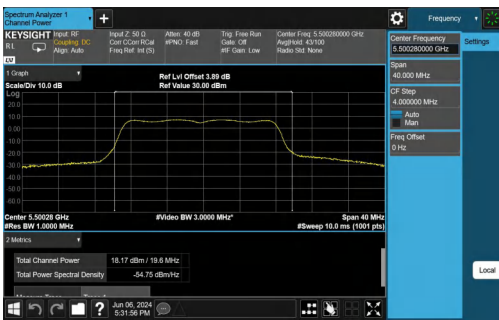 Spectrum Analyzer 1
Channel Power
Frequency
KEYSIGHT
Input: RF
Coupling: DC
Align: Auto
Input Z: 50 Ω
Corr CCorr RCal
Freq Ref: Int (S)
Atten: 40 dB
#PNO: Fast
Trig: Free Run
Gate: Off
#IF Gain: Low
Center Freq: 5.500280000 GHz
Avg|Hold: 43/100
Radio Std: None
RL
Center Frequency
5.500280000 GHz
Settings
Span
40.000 MHz
CF Step
4.000000 MHz
Auto
Man
Freq Offset
0 Hz
Local
1 Graph
Scale/Div 10.0 dB
Ref Lvl Offset 3.89 dB
Ref Value 30.00 dBm
Log
20.0
10.0
0.00
-10.0
-20.0
-30.0
-40.0
-50.0
-60.0
Center 5.50028 GHz
#Res BW 1.0000 MHz
#Video BW 3.0000 MHz*
Span 40 MHz
#Sweep 10.0 ms (1001 pts)
2 Metrics
Total Channel Power
18.17 dBm / 19.6 MHz
Total Power Spectral Density
-54.75 dBm/Hz
Jun 06, 2024
5:31:56 PM